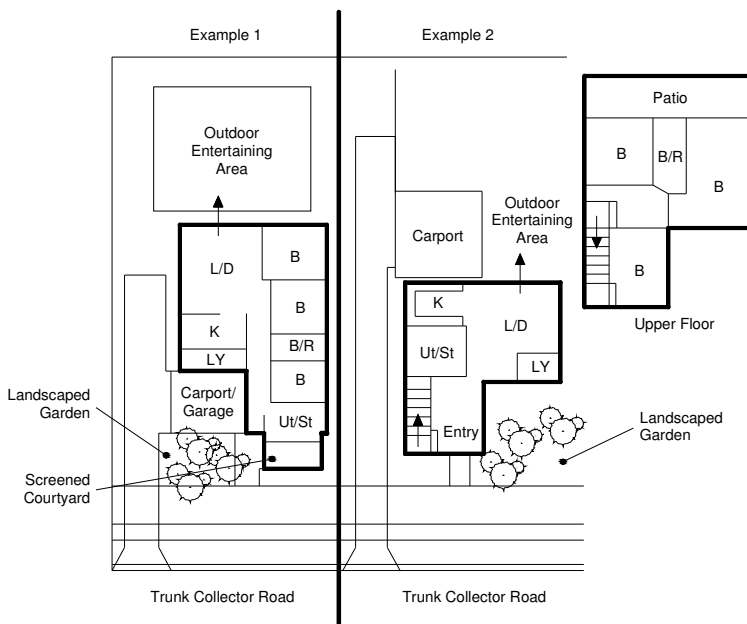 Example 1
Outdoor
Entertaining
Area
L/D
B
B
K
B/R
LY
B
Carport/
Garage
Ut/St
Landscaped
Garden
Screened
Courtyard
Trunk Collector Road
Example 2
Carport
Outdoor
Entertaining
Area
K
L/D
Ut/St
LY
Entry
Landscaped
Garden
Trunk Collector Road
Patio
B
B/R
B
B
Upper Floor